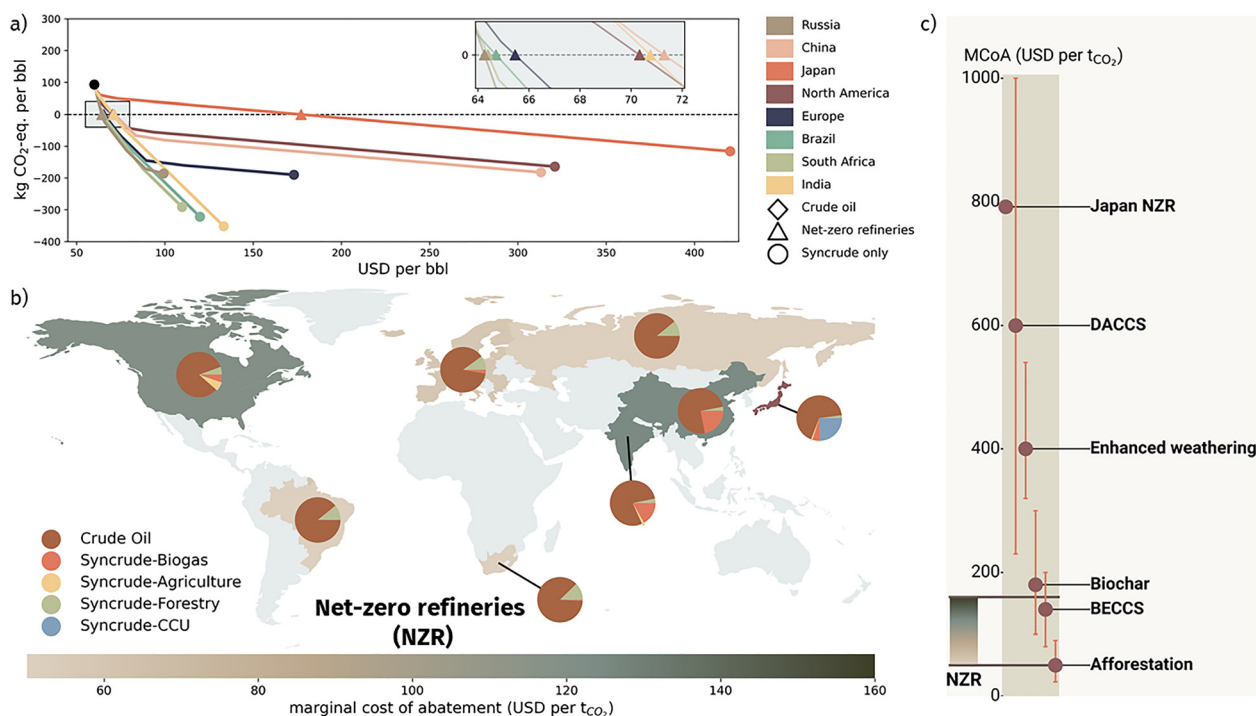 a)
300
200
100
0
−100
−200
−300
−400
kg CO2-eq. per bbl
50
100
150
200
250
300
350
400
USD per bbl
0
64
66
68
70
72
Russia
China
Japan
North America
Europe
Brazil
South Africa
India
Crude oil
Net-zero refineries
Syncrude only
b)
Crude Oil
Syncrude-Biogas
Syncrude-Agriculture
Syncrude-Forestry
Syncrude-CCU
Net-zero refineries
(NZR)
60
80
100
120
140
160
marginal cost of abatement (USD per tCO2)
c)
MCoA (USD per tCO2)
1000
800
Japan NZR
600
DACCS
400
Enhanced weathering
200
Biochar
BECCS
Afforestation
NZR
0